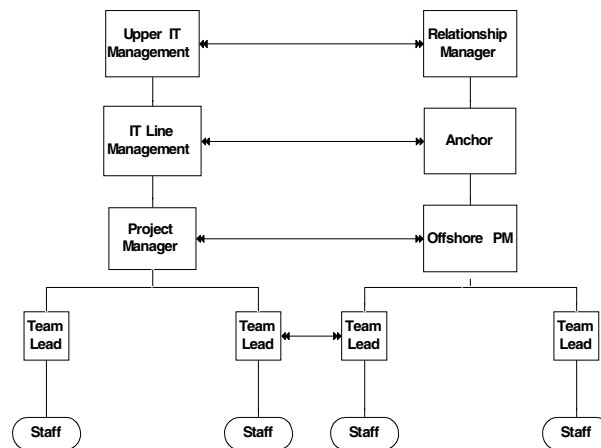 Upper IT
Management
Relationship
Manager
IT Line
Management
Anchor
Project
Manager
Offshore PM
Team
Lead
Team
Lead
Team
Lead
Team
Lead
Staff
Staff
Staff
Staff